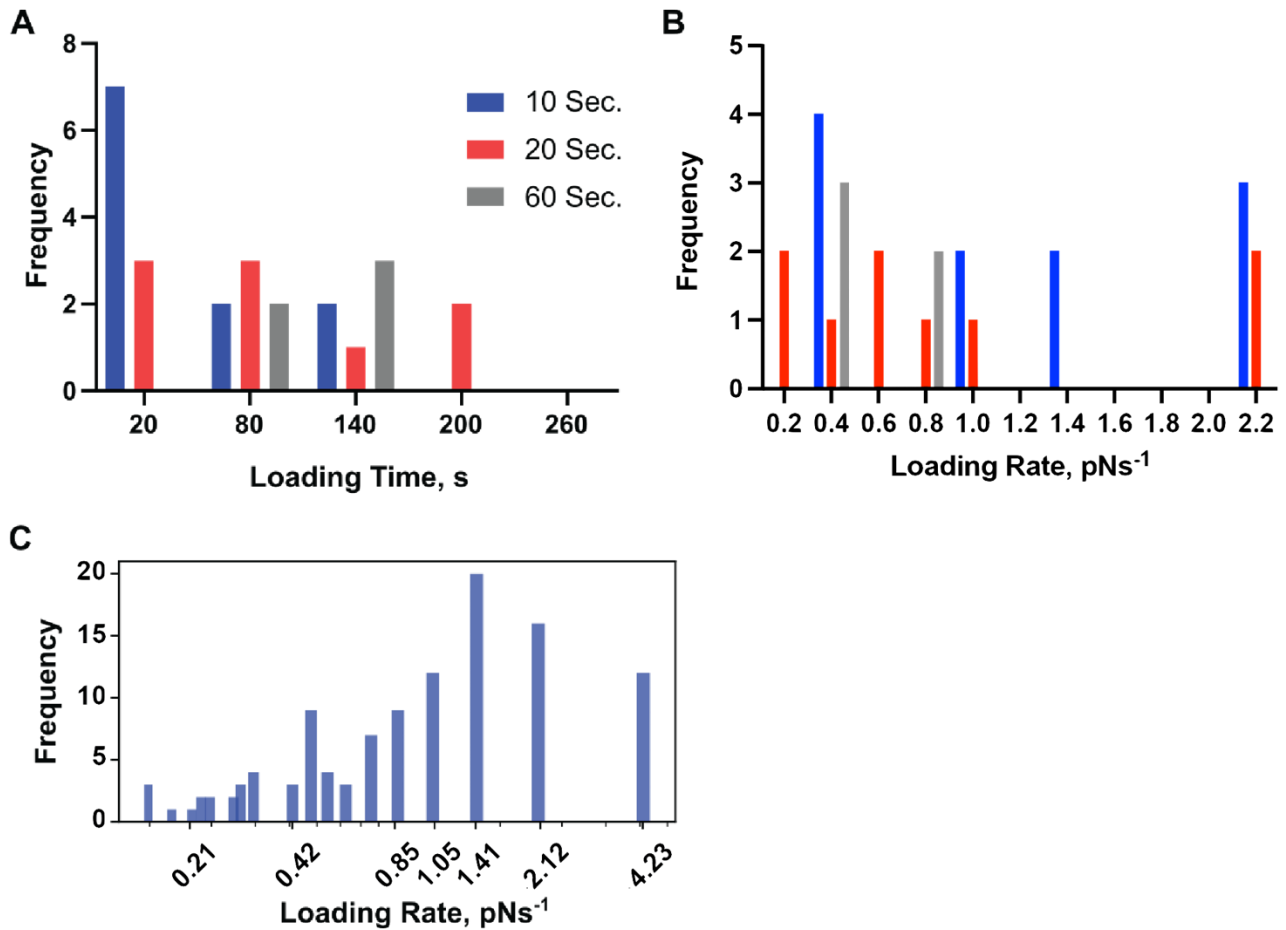 A
Frequency
8
6
4
2
0
20 80 140 200 260
Loading Time, s
10 Sec.
20 Sec.
60 Sec.
B
Frequency
5
4
3
2
1
0
0.2 0.4 0.6 0.8 1.0 1.2 1.4 1.6 1.8 2.0 2.2
Loading Rate, pNs-1
C
Frequency
20
15
10
5
0
0.21 0.42 0.85 1.05 1.41 2.12 4.23
Loading Rate, pNs-1